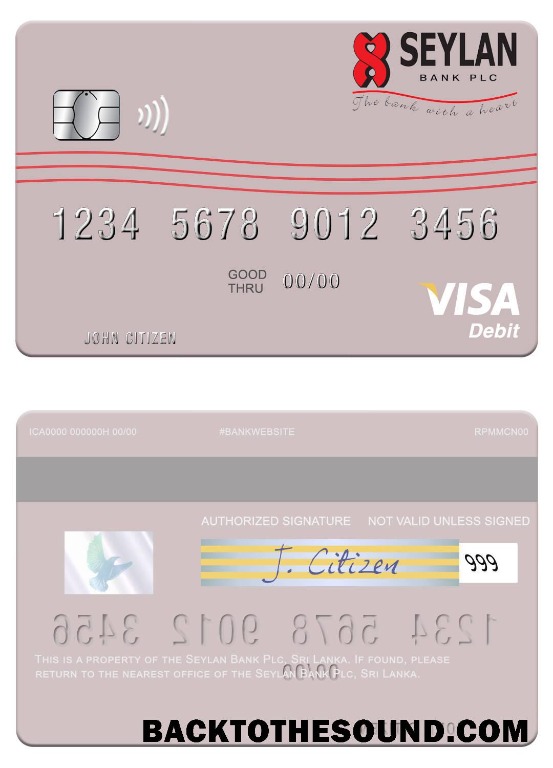 SEYLAN
BANK PLC
The bank with a heart
1234 5678 9012 3456
GOOD THRU 00/00
VISA
Debit
JOHN CITIZEN
ICA0000 000000H 00/00 #BANKWEBSITE RPMMCN00
AUTHORIZED SIGNATURE NOT VALID UNLESS SIGNED
J. Citizen 999
1234 5678 9012 3456
THIS IS A PROPERTY OF THE SEYLAN BANK PLC, SRI LANKA. IF FOUND, PLEASE
00/00
RETURN TO THE NEAREST OFFICE OF THE SEYLAN BANK PLC, SRI LANKA.
BACKTOTHESOUND.COM